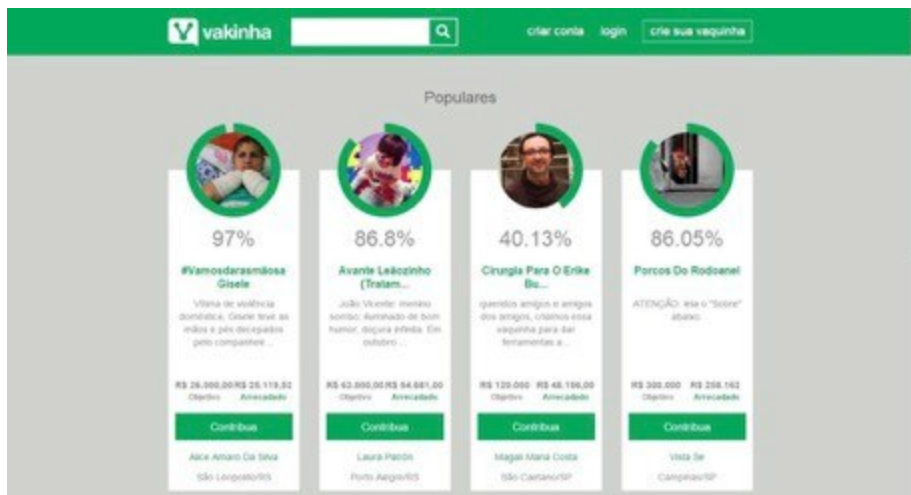 vakinha
criar conta login crie sua vaquinha
Populares
97%
#Vamosdarasmãosa
Gisele
Vítima de violência
doméstica, Gisele teve as
mãos e pés decepados
pelo companheir...
R$ 26.000,00 R$ 25.119,52
Objetivo Arrecadado
Contribua
Alice Amaro Da Silva
São Leopoldo/RS
86.8%
Avante Leãozinho
(Tratam...
João Vicente: menino
sorriso, iluminado de bom
humor, doçura infinita. Em
outubro ...
R$ 63.000,00 R$ 54.681,00
Objetivo Arrecadado
Contribua
Laura Patrón
Porto Alegre/RS
40.13%
Cirurgia Para O Erike
Bu...
queridos amigos e amigos
dos amigos, criamos essa
vaquinha para dar
ferramentas a ...
R$ 120.000 R$ 48.156,00
Objetivo Arrecadado
Contribua
Magali Maria Costa
São Caetano/SP
86.05%
Porcos Do Rodoanel
ATENÇÃO: leia o "Sobre"
abaixo.
R$ 300.000 R$ 258.162
Objetivo Arrecadado
Contribua
Vista Se
Campinas/SP